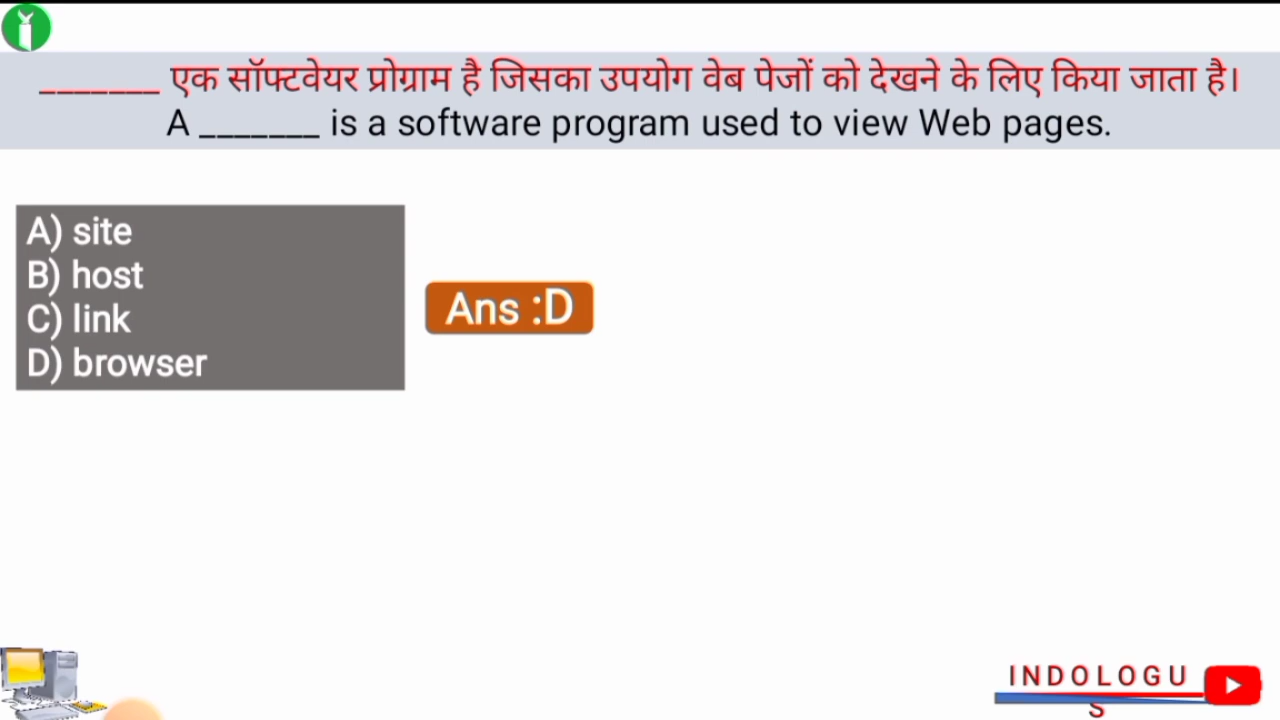 _______ एक सॉफ्टवेयर प्रोग्राम है जिसका उपयोग वेब पेजों को देखने के लिए किया जाता है।
A _______ is a software program used to view Web pages.
A) site
B) host
C) link
D) browser
Ans :D
INDOLOGU
S